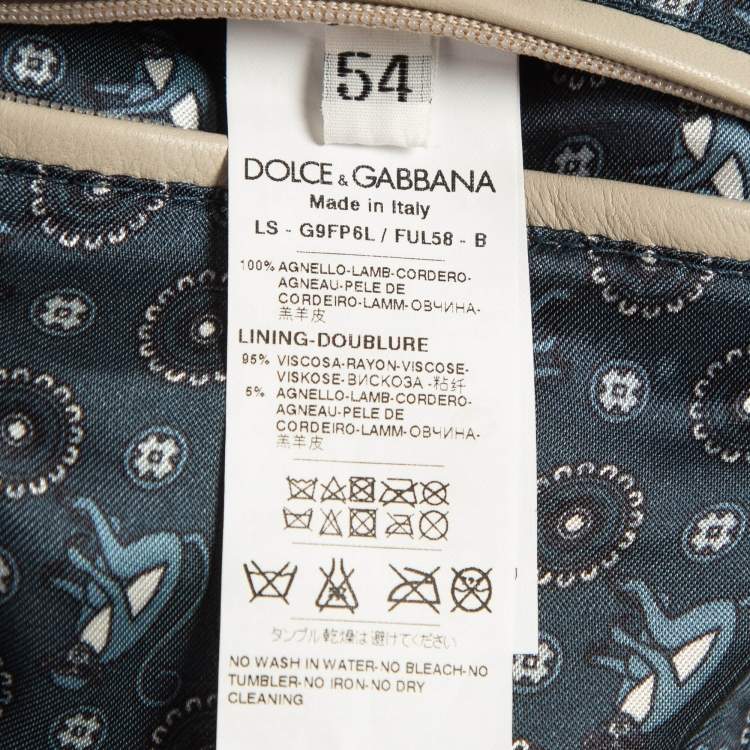 54
DOLCE & GABBANA
Made in Italy
LS - G9FP6L / FUL58 - B
100% AGNELLO-LAMB-CORDERO-
AGNEAU-PELE DE
CORDEIRO-LAMM-ОВЧИНА-
羔羊皮
LINING-DOUBLURE
95% VISCOSA-RAYON-VISCOSE-
VISKOSE-ВИСКОЗА -粘纤
5% AGNELLO-LAMB-CORDERO-
AGNEAU-PELE DE
CORDEIRO-LAMM-ОВЧИНА-
羔羊皮
タンブル乾燥は避けてください
NO WASH IN WATER-NO BLEACH-NO
TUMBLER-NO IRON-NO DRY
CLEANING